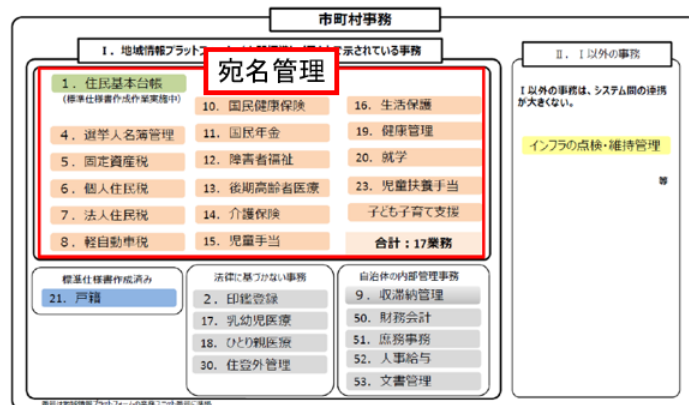 市町村事務
Ⅰ．地域情報プラット
示されている事務
宛名管理
1．住民基本台帳
(標準仕様書作成作業実施中)
4．選挙人名簿管理
5．固定資産税
6．個人住民税
7．法人住民税
8．軽自動車税
10．国民健康保険
11．国民年金
12．障害者福祉
13．後期高齢者医療
14．介護保険
15．児童手当
16．生活保護
19．健康管理
20．就学
23．児童扶養手当
子ども子育て支援
合計：17業務
標準仕様書作成済み
21．戸籍
法律に基づかない事務
2．印鑑登録
17．乳幼児医療
18．ひとり親医療
30．住登外管理
自治体の内部管理事務
9．収滞納管理
50．財務会計
51．庶務事務
52．人事給与
53．文書管理
Ⅱ．Ⅰ以外の事務
Ⅰ以外の事務は、システム間の連携
が大きくない。
インフラの点検・維持管理
等